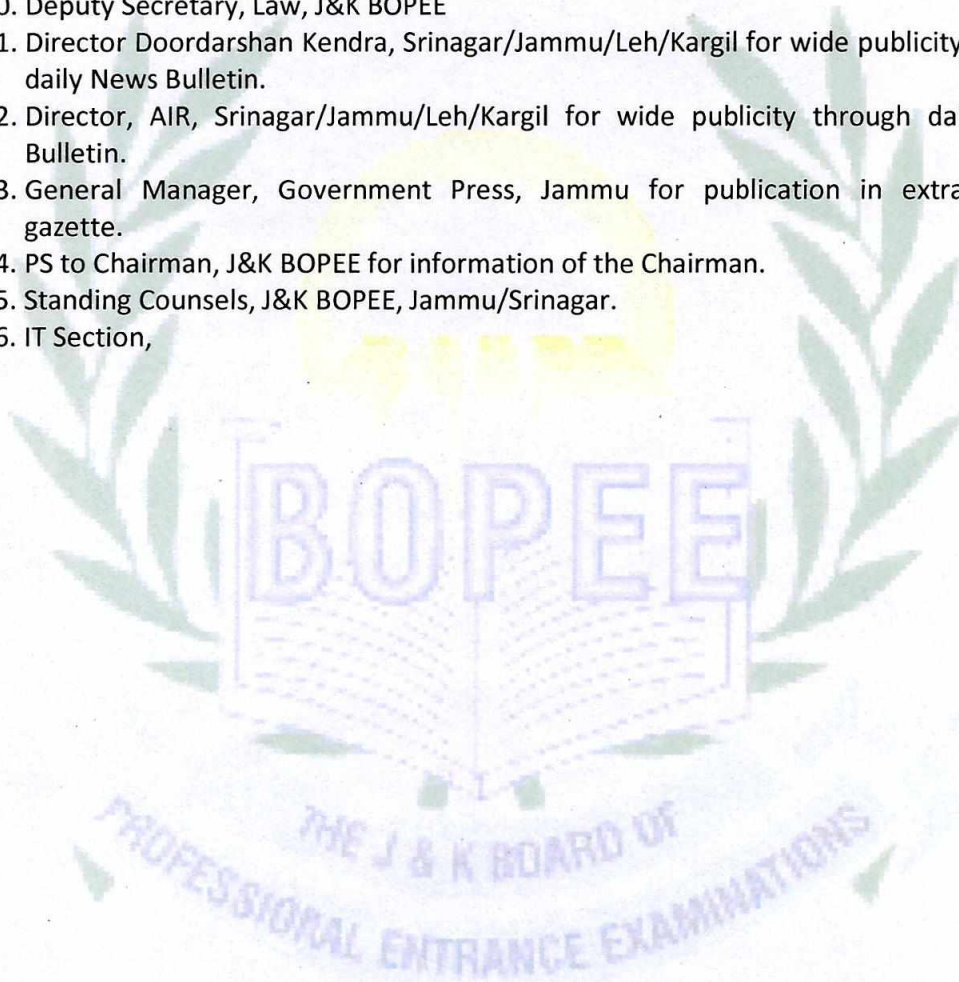 0. Deputy Secretary, Law, J&K BOPEE
1. Director Doordarshan Kendra, Srinagar/Jammu/Leh/Kargil for wide publicity
daily News Bulletin.
2. Director, AIR, Srinagar/Jammu/Leh/Kargil for wide publicity through da
Bulletin.
3. General Manager, Government Press, Jammu for publication in extra
gazette.
4. PS to Chairman, J&K BOPEE for information of the Chairman.
5. Standing Counsels, J&K BOPEE, Jammu/Srinagar.
6. IT Section,
BOPEE
THE J & K BOARD OF
PROFESSIONAL ENTRANCE EXAMINATIONS